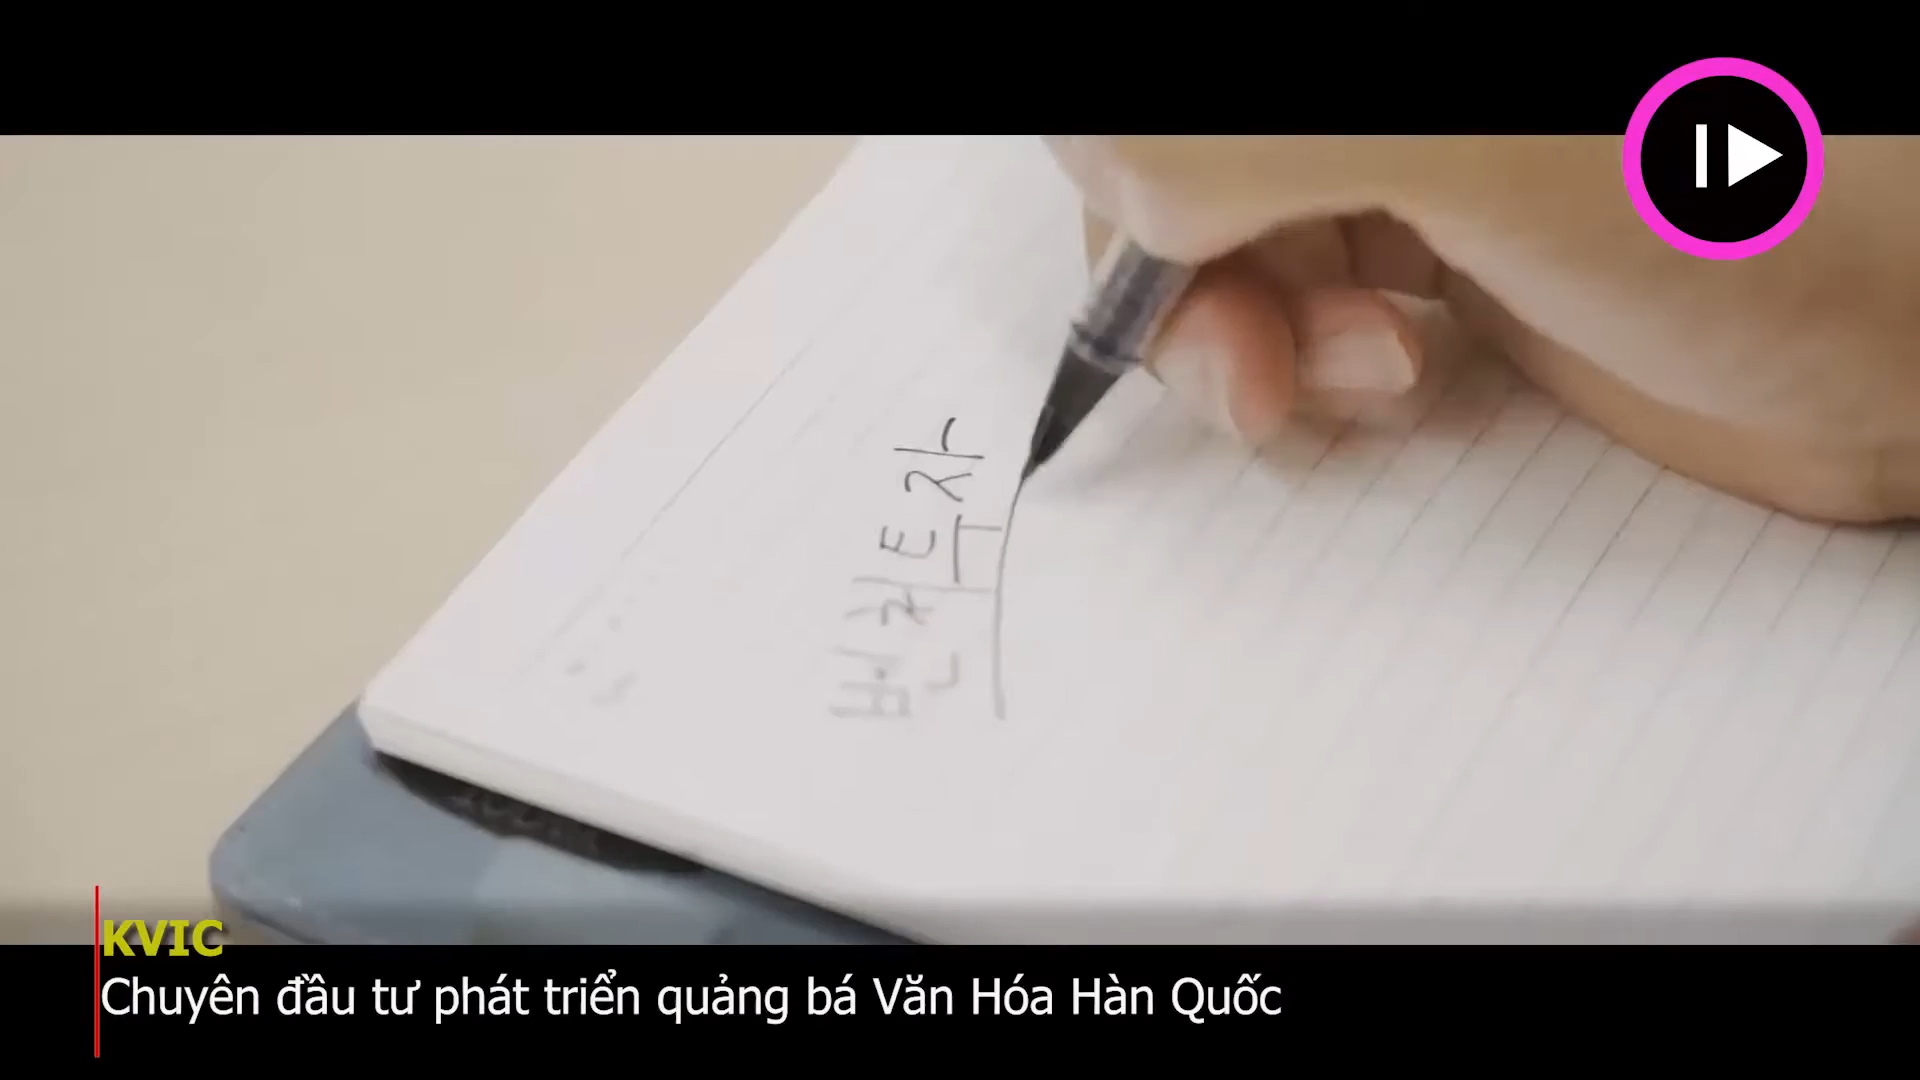 벤처투자
KVIC
Chuyên đầu tư phát triển quảng bá Văn Hóa Hàn Quốc